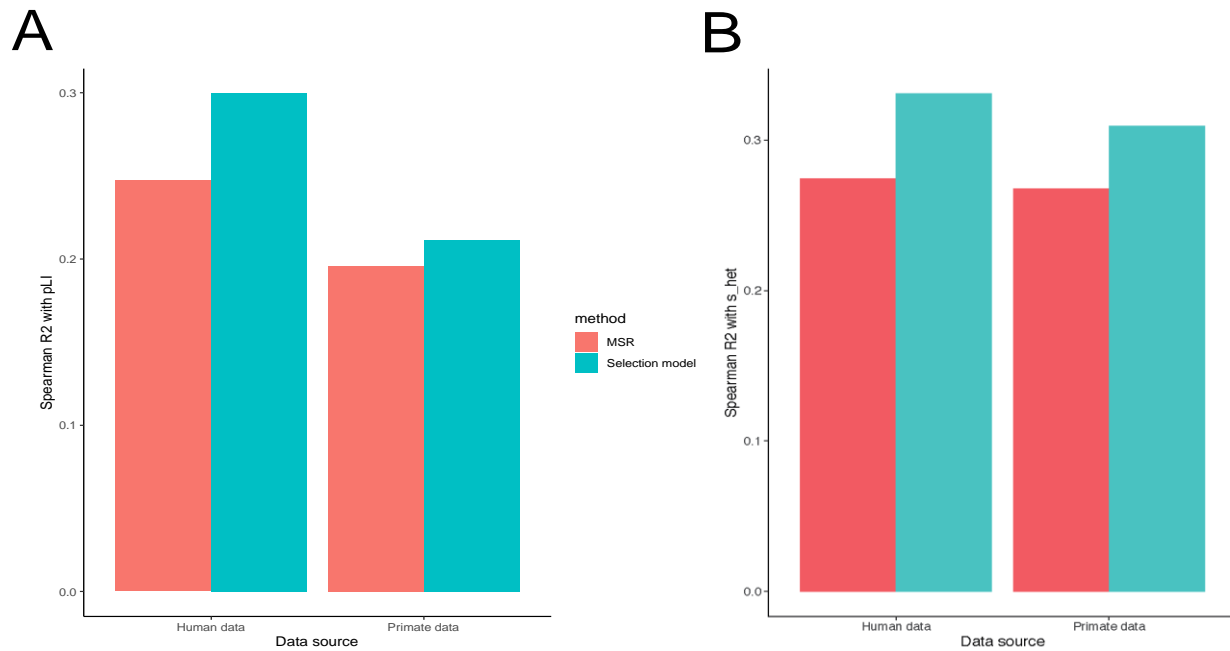 A
Spearman R2 with pLI
0.3
0.2
0.1
0.0
Human data
Primate data
Data source
method
MSR
Selection model
B
Spearman R2 with s_het
0.3
0.2
0.1
0.0
Human data
Primate data
Data source